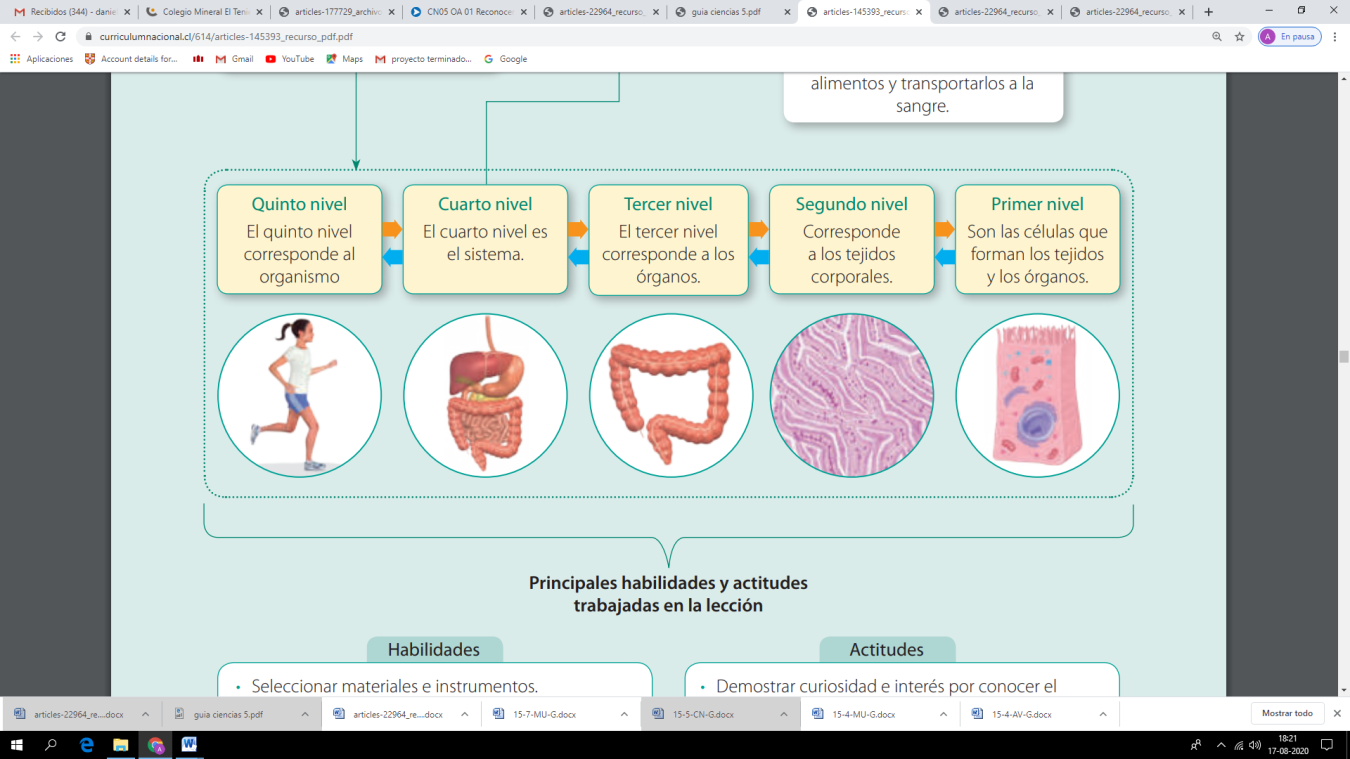 Recibidos (344) - danie
Colegio Mineral El Teni
articles-177729_archivo
CN05 OA 01 Reconocer
articles-22964_recurso_
guia ciencias 5.pdf
articles-145393_recurso
articles-22964_recurso_
articles-22964_recurso_
curriculumnacional.cl/614/articles-145393_recurso_pdf.pdf
En pausa
Aplicaciones
Account details for...
Gmail
YouTube
Maps
proyecto terminado...
Google
alimentos y transportarlos a la
sangre.
Quinto nivel
El quinto nivel
corresponde al
organismo
Cuarto nivel
El cuarto nivel es
el sistema.
Tercer nivel
El tercer nivel
corresponde a los
órganos.
Segundo nivel
Corresponde
a los tejidos
corporales.
Primer nivel
Son las células que
forman los tejidos
y los órganos.
Principales habilidades y actitudes
trabajadas en la lección
Habilidades
• Seleccionar materiales e instrumentos.
Actitudes
• Demostrar curiosidad e interés por conocer el
articles-22964_re....docx
guia ciencias 5.pdf
articles-22964_re....docx
15-7-MU-G.docx
15-5-CN-G.docx
15-4-MU-G.docx
15-4-AV-G.docx
Mostrar todo
18:21
17-08-2020